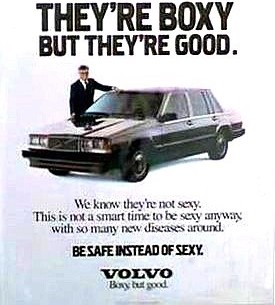 THEY'RE BOXY
BUT THEY'RE GOOD.
We know they're not sexy.
This is not a smart time to be sexy anyway,
with so many new diseases around.
BE SAFE INSTEAD OF SEXY.
VOLVO
Boxy, but good.